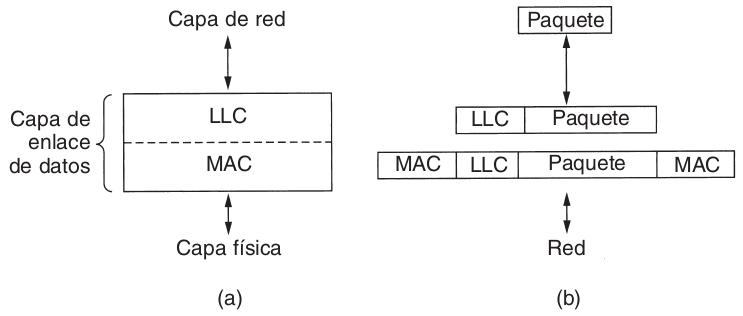 Capa de red
LLC
MAC
Capa de
enlace
de datos
Capa física
(a)
Paquete
LLC Paquete
MAC LLC Paquete MAC
Red
(b)